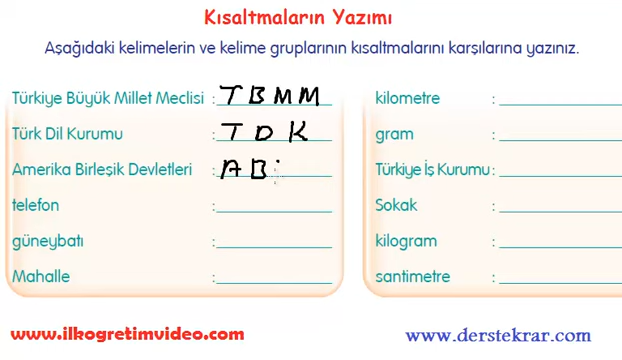 Kısaltmaların Yazımı
Aşağıdaki kelimelerin ve kelime gruplarının kısaltmalarını karşılarına yazınız.
Türkiye Büyük Millet Meclisi : TBMM
Türk Dil Kurumu : TDK
Amerika Birleşik Devletleri : AB
telefon :
güneybatı :
Mahalle :
kilometre :
gram :
Türkiye İş Kurumu :
Sokak :
kilogram :
santimetre :
www.ilkogretimvideo.com
www.derstekrar.com